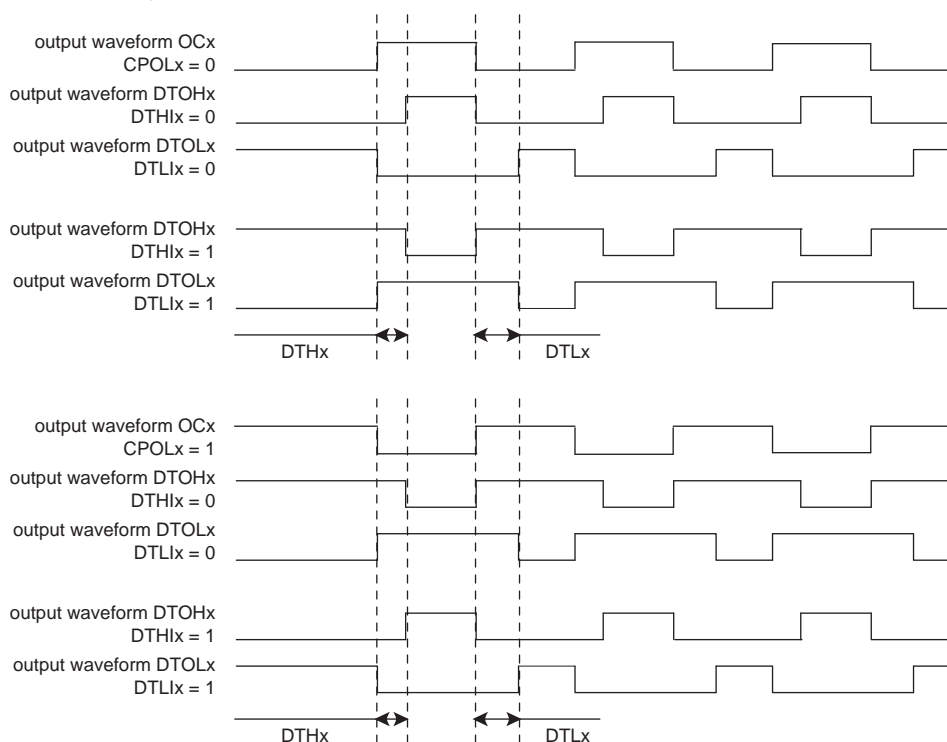 output waveform OCx
CPOLx = 0
output waveform DTOHx
DTHIx = 0
output waveform DTOLx
DTLIx = 0
output waveform DTOHx
DTHIx = 1
output waveform DTOLx
DTLIx = 1
DTHx DTLx
output waveform OCx
CPOLx = 1
output waveform DTOHx
DTHIx = 0
output waveform DTOLx
DTLIx = 0
output waveform DTOHx
DTHIx = 1
output waveform DTOLx
DTLIx = 1
DTHx DTLx